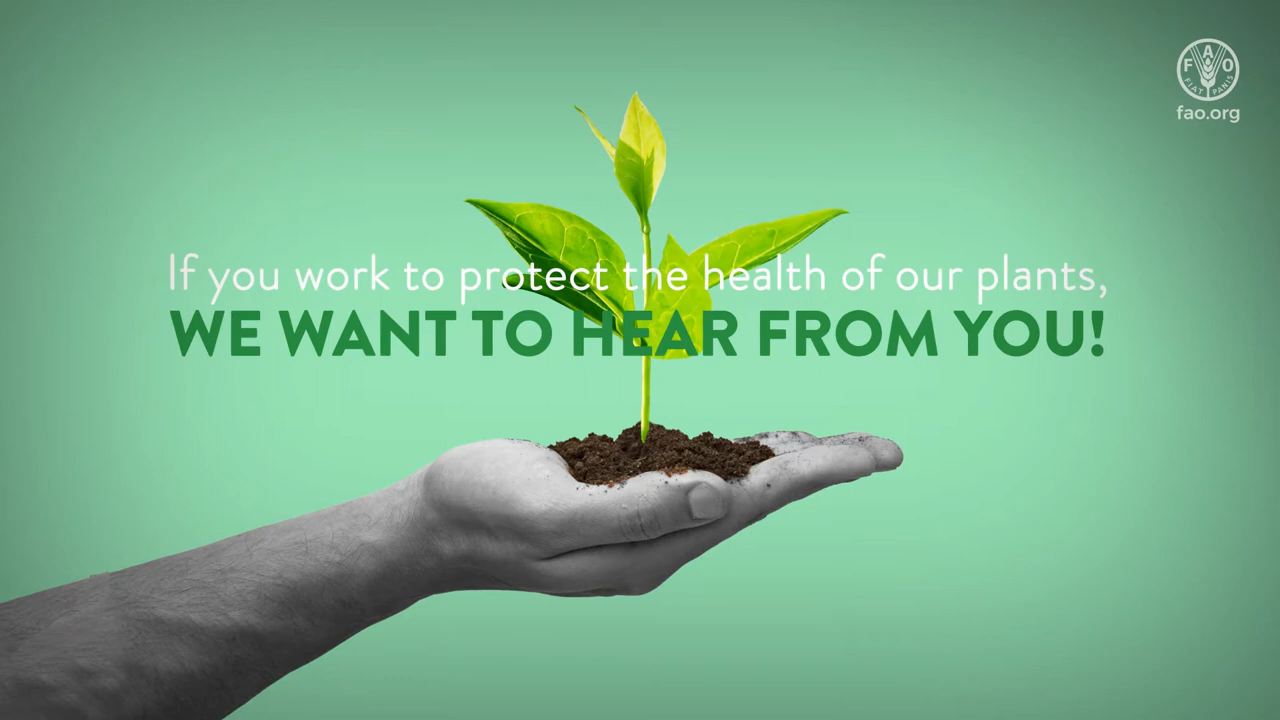 FAO
FIAT PANIS
fao.org
If you work to protect the health of our plants,
WE WANT TO HEAR FROM YOU!